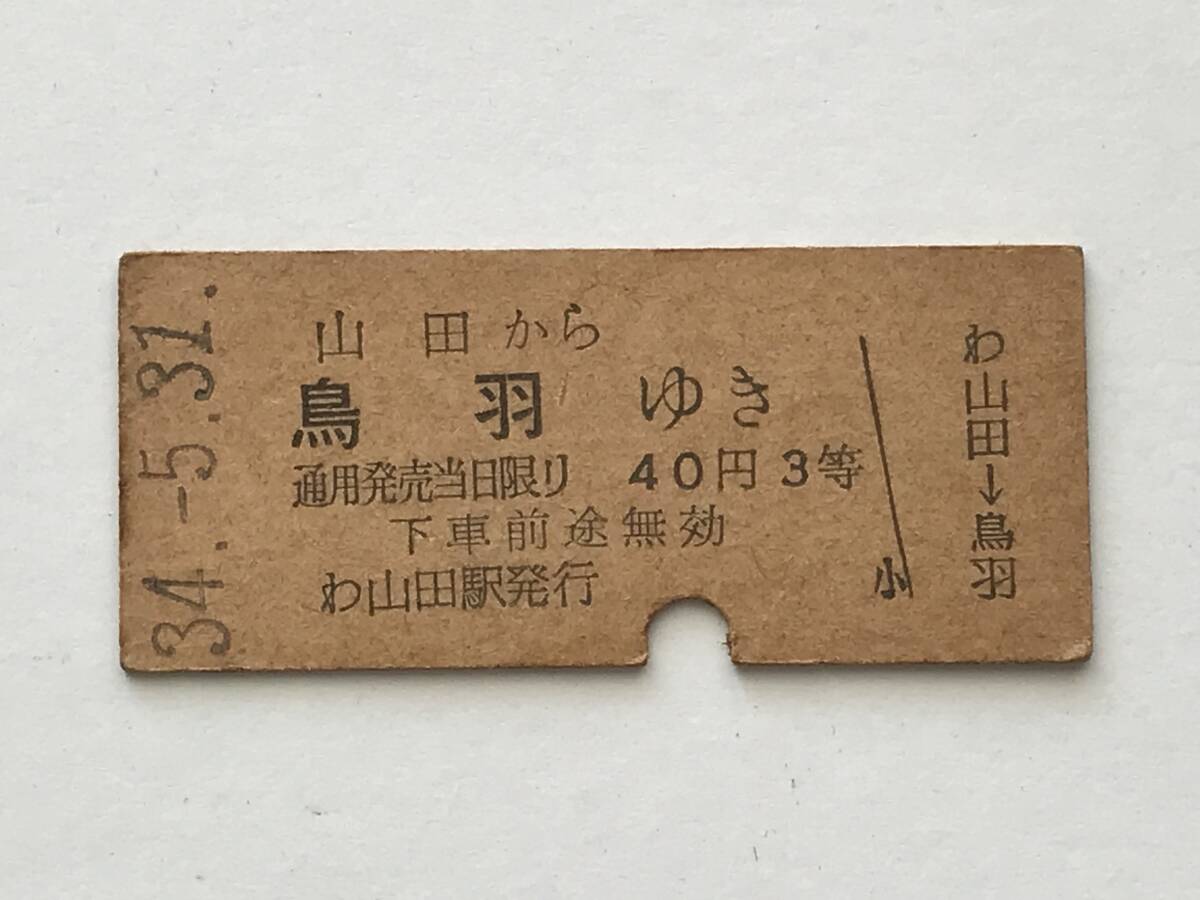 34.-5.31.
山田から
鳥羽ゆき
通用発売当日限り 40円3等
下車前途無効
わ山田駅発行
小
わ山田→鳥羽